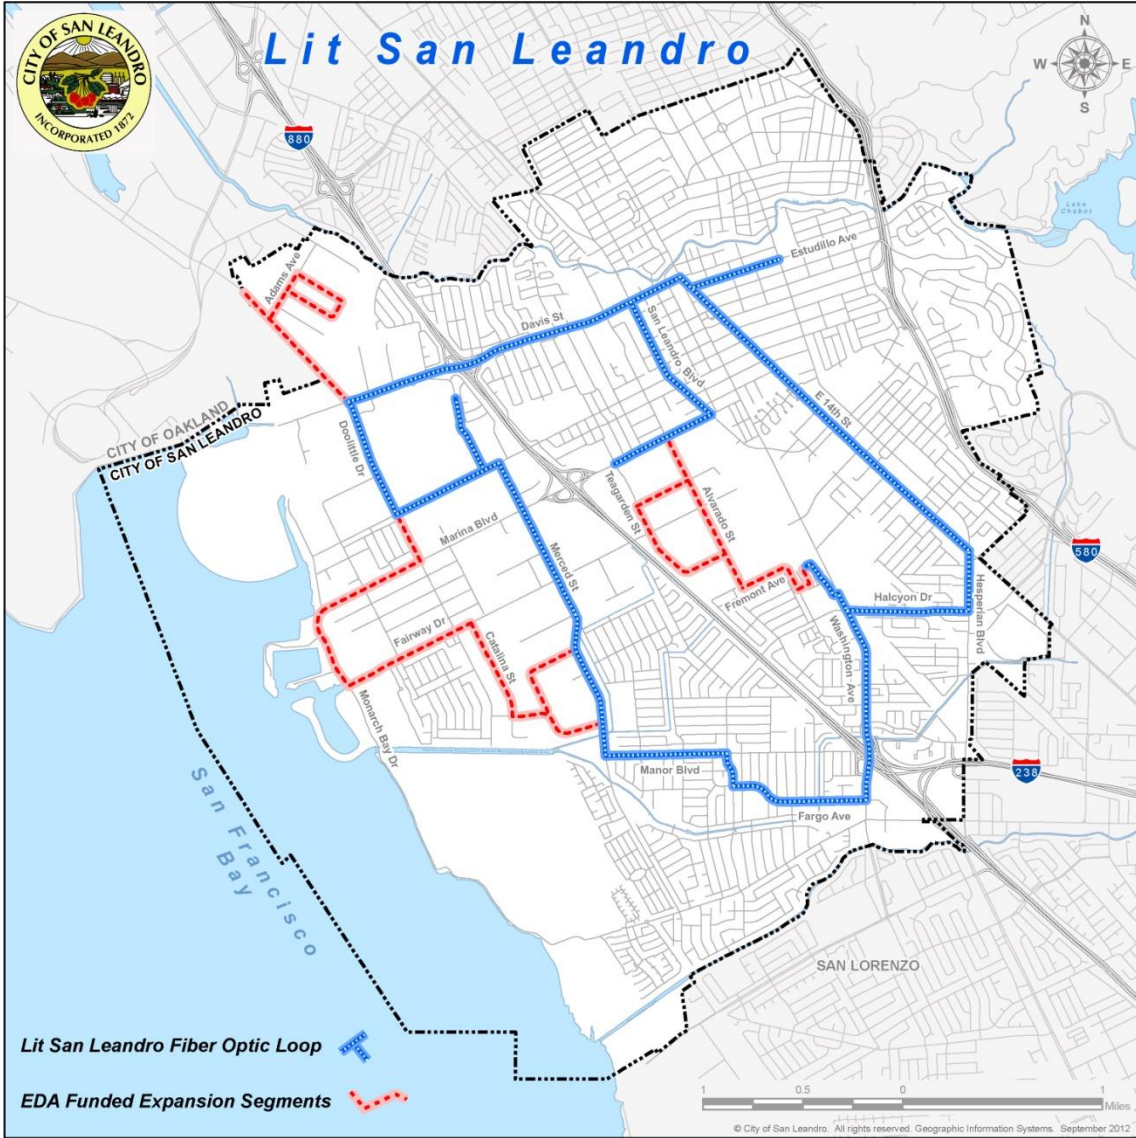 Lit San Leandro
CITY OF SAN LEANDRO
INCORPORATED 1872
N
W
E
S
880
Lake
Chabot
Estudillo Ave
Adams Ave
Davis St
San Leandro Blvd
E 14th St
CITY OF OAKLAND
CITY OF SAN LEANDRO
Doolittle Dr
Teagarden St
Alvarado St
Marina Blvd
Merced St
580
Fremont Ave
Halcyon Dr
Hesperian Blvd
Washington Ave
Fairway Dr
Catalina St
Monarch Bay Dr
Manor Blvd
238
Fargo Ave
San Francisco
Bay
SAN LORENZO
Lit San Leandro Fiber Optic Loop
EDA Funded Expansion Segments
1
0.5
0
1
Miles
© City of San Leandro. All rights reserved. Geographic Information Systems. September 2012